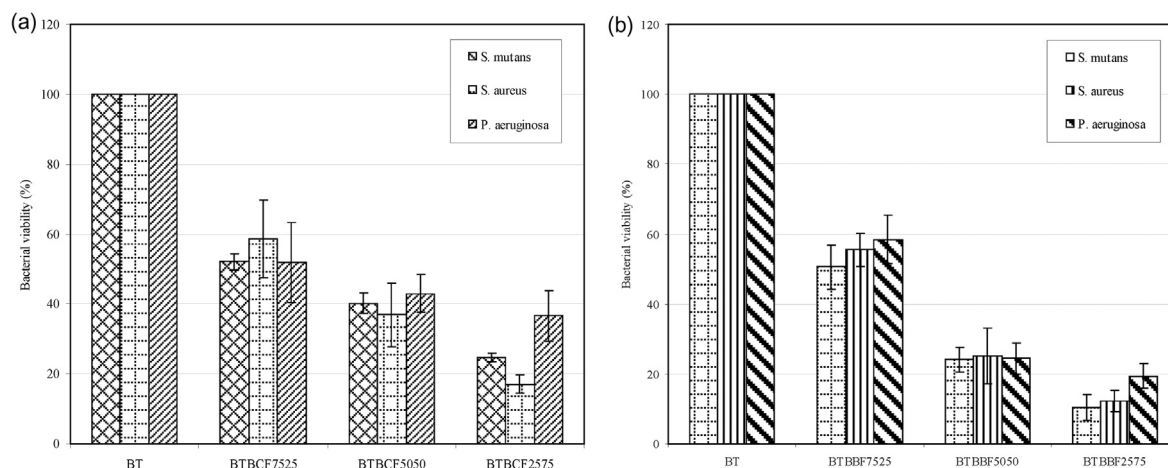 (a)
120
100
80
60
40
20
0
Bacterial viability (%)
S. mutans
S. aureus
P. aeruginosa
BT BTBCF7525 BTBCF5050 BTBCF2575
(b)
120
100
80
60
40
20
0
Bacterial viability (%)
S. mutans
S. aureus
P. aeruginosa
BT BTBBF7525 BTBBF5050 BTBBF2575